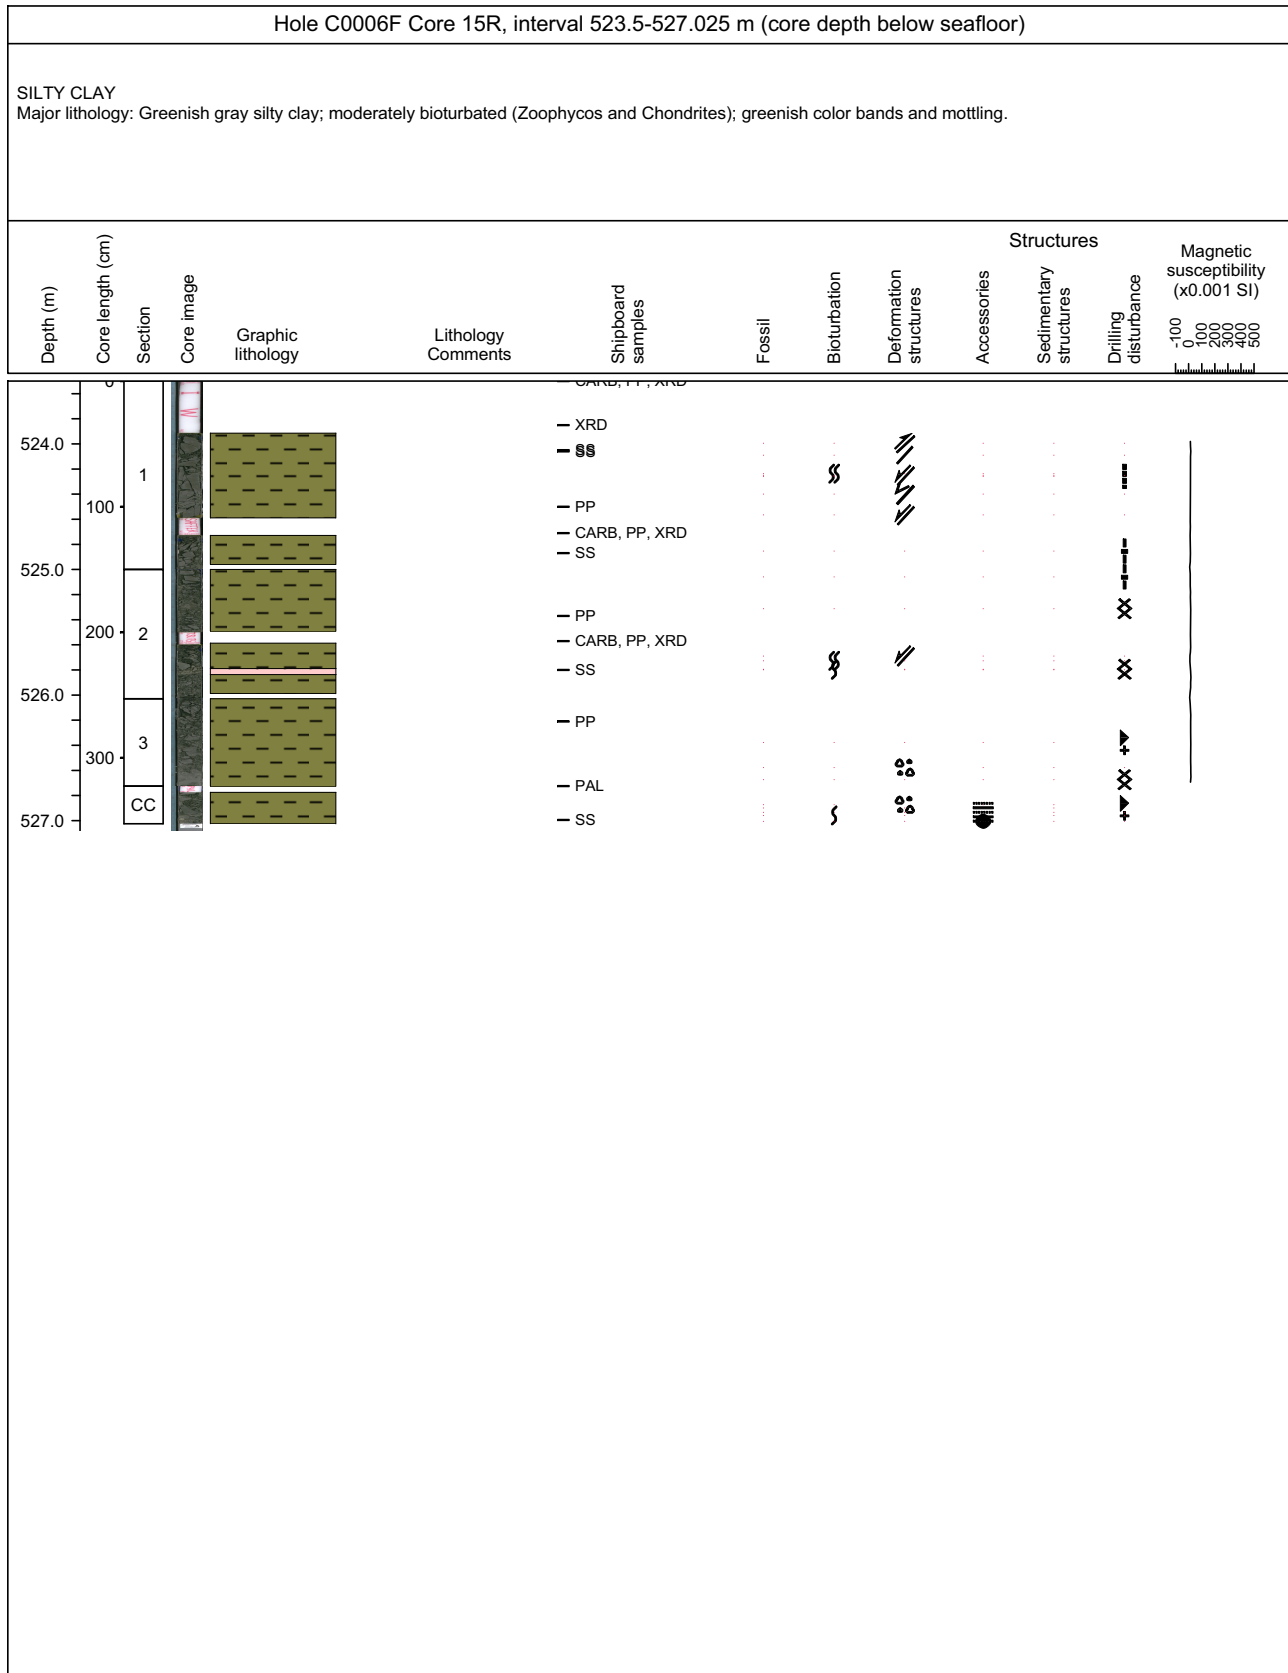 Hole C0006F Core 15R, interval 523.5-527.025 m (core depth below seafloor)
SILTY CLAY
Major lithology: Greenish gray silty clay; moderately bioturbated (Zoophycos and Chondrites); greenish color bands and mottling.
Structures
Depth (m)
Core length (cm)
Section
Core image
Graphic
lithology
Lithology
Comments
Shipboard
samples
Fossil
Bioturbation
Deformation
structures
Accessories
Sedimentary
structures
Drilling
disturbance
Magnetic
susceptibility
(x0.001 SI)
-100
0
100
200
300
400
500
0
CARB, PP, XRD
XRD
524.0
SS
SS
1
100
PP
CARB, PP, XRD
SS
525.0
PP
200
2
CARB, PP, XRD
SS
526.0
PP
3
300
PAL
CC
527.0
SS